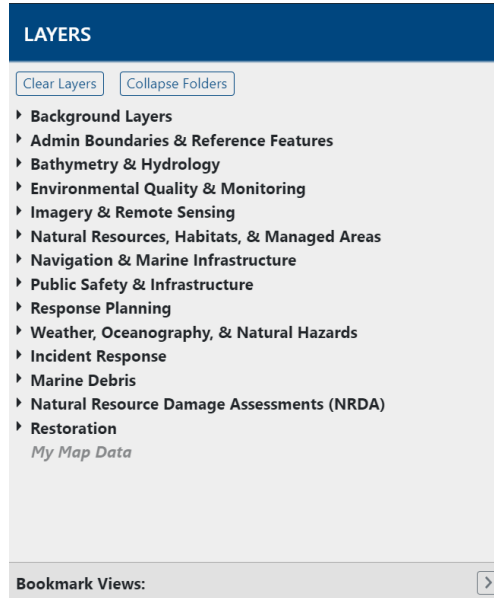 LAYERS
Clear Layers Collapse Folders
Background Layers
Admin Boundaries & Reference Features
Bathymetry & Hydrology
Environmental Quality & Monitoring
Imagery & Remote Sensing
Natural Resources, Habitats, & Managed Areas
Navigation & Marine Infrastructure
Public Safety & Infrastructure
Response Planning
Weather, Oceanography, & Natural Hazards
Incident Response
Marine Debris
Natural Resource Damage Assessments (NRDA)
Restoration
My Map Data
Bookmark Views: